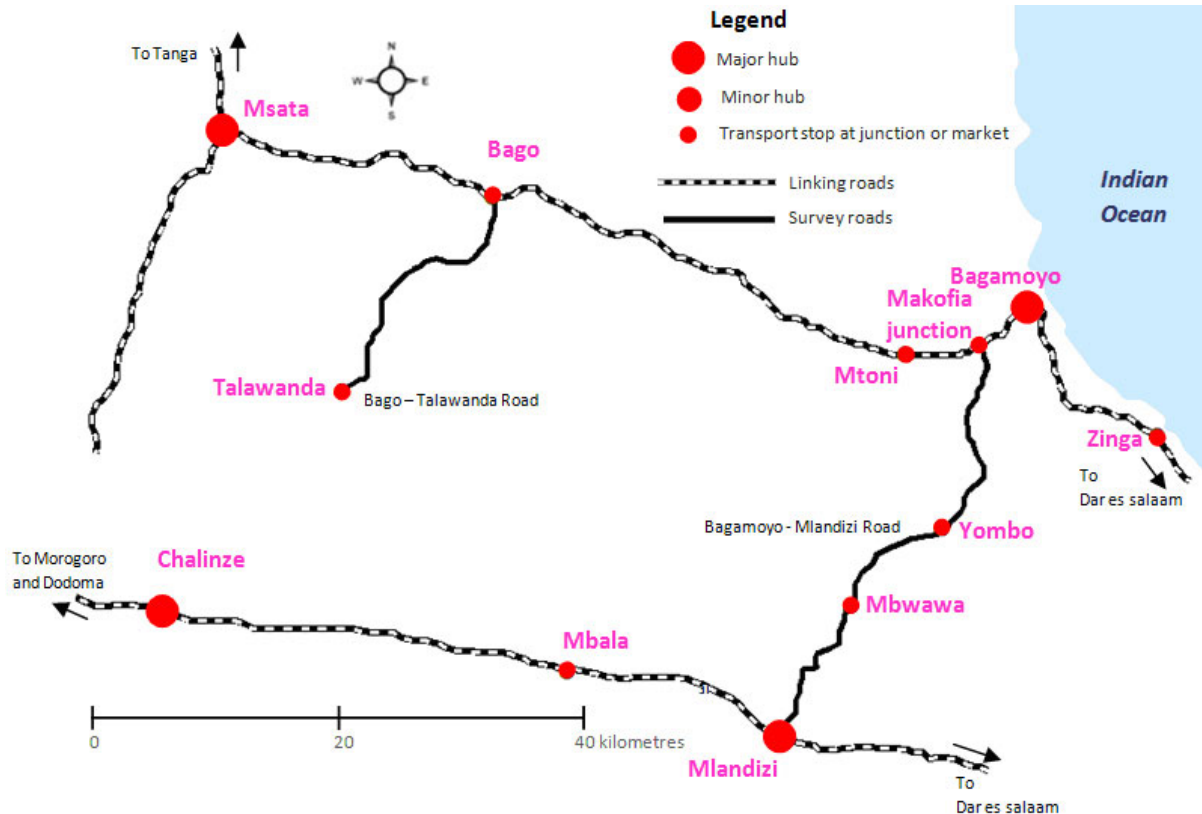 Legend
Major hub
Minor hub
Transport stop at junction or market
Linking roads
Survey roads
To Tanga
N
W
E
S
Msata
Bago
Indian
Ocean
Bagamoyo
Makofia
junction
Mtoni
Talawanda
Bago – Talawanda Road
Zinga
To
Dar es salaam
Bagamoyo - Mlandizi Road
Yombo
To Morogoro
and Dodoma
Chalinze
Mbwawa
Mbala
0
20
40 kilometres
Mlandizi
To
Dar es salaam